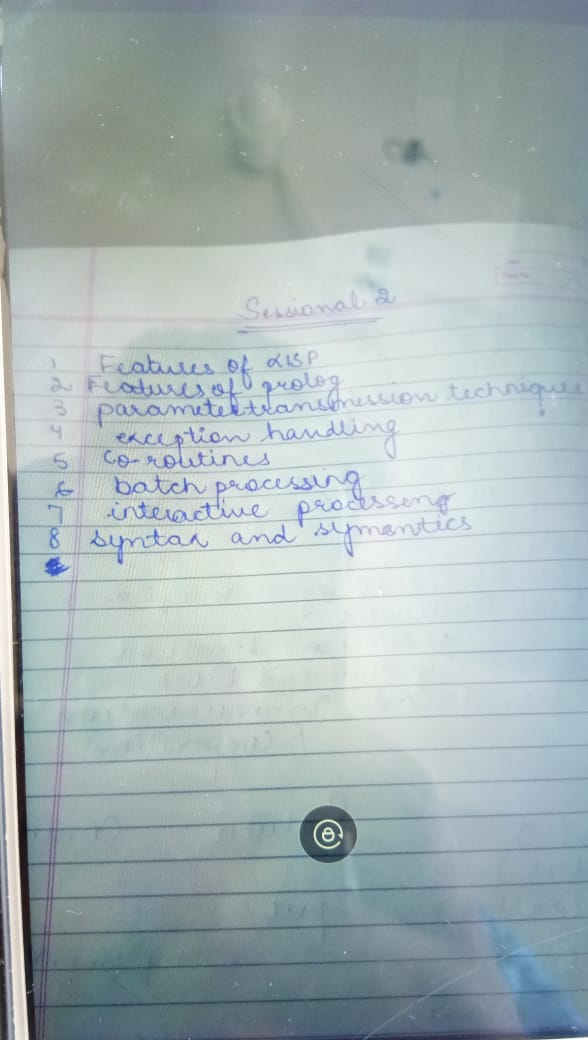 Sessional 2
1 Features of LISP
2 Features of prolog
3 parameter transmission techniques
4 exception handling
5 Co-routines
6 batch processing
7 interactive processeng
8 Syntax and symantics